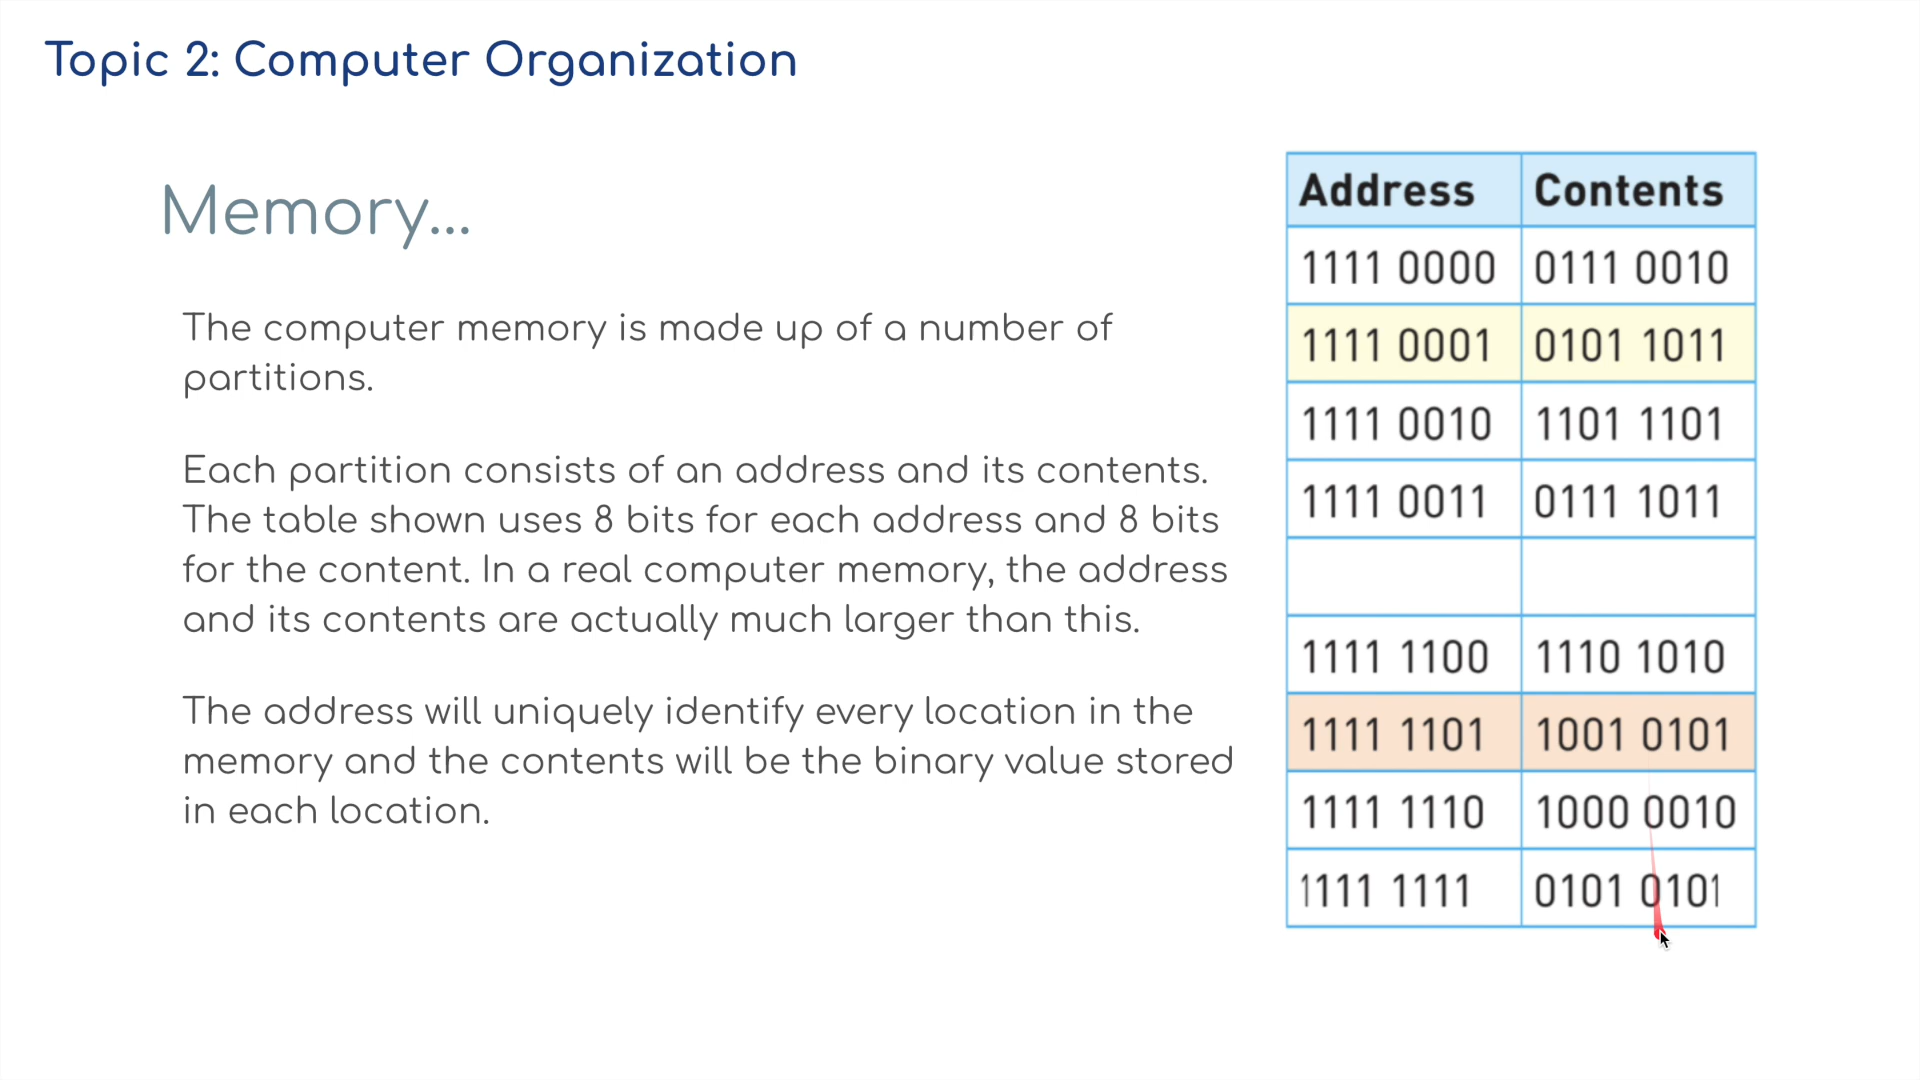 Topic 2: Computer Organization
Memory...
The computer memory is made up of a number of
partitions.
Each partition consists of an address and its contents.
The table shown uses 8 bits for each address and 8 bits
for the content. In a real computer memory, the address
and its contents are actually much larger than this.
The address will uniquely identify every location in the
memory and the contents will be the binary value stored
in each location.
Address Contents
1111 0000 0111 0010
1111 0001 0101 1011
1111 0010 1101 1101
1111 0011 0111 1011
1111 1100 1110 1010
1111 1101 1001 0101
1111 1110 1000 0010
1111 1111 0101 0101